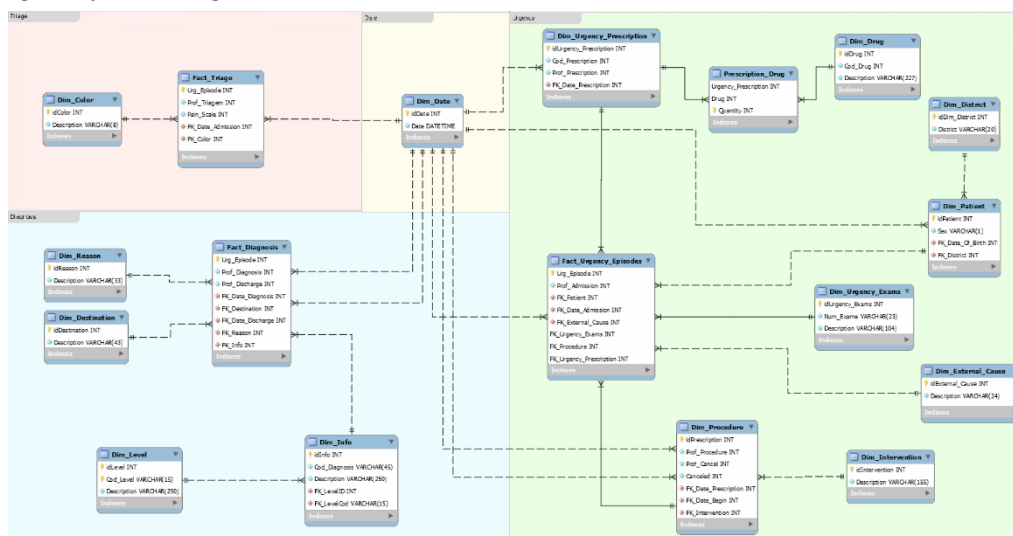 Triage
Date
Urgency
Dim_Color
idColor INT
Description VARCHAR(8)
Indexes
Fact_Triage
Urg_Episode INT
Prof_Triagem INT
Pain_Scale INT
FK_Date_Admission INT
FK_Color INT
Indexes
Dim_Date
idDate INT
Date DATETIME
Indexes
Dim_Urgency_Prescription
idUrgency_Prescription INT
Cod_Prescription INT
Prof_Prescription INT
FK_Date_Prescription INT
Indexes
Prescription_Drug
Urgency_Prescription INT
Drug INT
Quantity INT
Indexes
Dim_Drug
idDrug INT
Cod_Drug INT
Description VARCHAR(227)
Indexes
Dim_District
idDim_District INT
District VARCHAR(20)
Indexes
Dim_Patient
idPatient INT
Sex VARCHAR(1)
FK_Date_Of_Birth INT
FK_District INT
Indexes
Diagnosis
Dim_Reason
idReason INT
Description VARCHAR(33)
Indexes
Dim_Destination
idDestination INT
Description VARCHAR(43)
Indexes
Fact_Diagnosis
Urg_Episode INT
Prof_Diagnosis INT
Prof_Discharge INT
FK_Date_Diagnosis INT
FK_Destination INT
FK_Date_Discharge INT
FK_Reason INT
FK_Info INT
Indexes
Fact_Urgency_Episodes
Urg_Episode INT
Prof_Admission INT
FK_Patient INT
FK_Date_Admission INT
FK_External_Cause INT
FK_Urgency_Exams INT
FK_Procedure INT
FK_Urgency_Prescription INT
Indexes
Dim_Urgency_Exams
idUrgency_Exams INT
Num_Exame VARCHAR(23)
Description VARCHAR(104)
Indexes
Dim_External_Cause
idExternal_Cause INT
Description VARCHAR(24)
Indexes
Dim_Level
idLevel INT
Cod_Level VARCHAR(15)
Description VARCHAR(250)
Indexes
Dim_Info
idInfo INT
Cod_Diagnosis VARCHAR(45)
Description VARCHAR(250)
FK_LevelID INT
FK_LevelCod VARCHAR(15)
Indexes
Dim_Procedure
idPrescription INT
Prof_Procedure INT
Prof_Cancel INT
Canceled INT
FK_Date_Prescription INT
FK_Date_Begin INT
FK_Intervention INT
Indexes
Dim_Intervention
idIntervention INT
Description VARCHAR(155)
Indexes